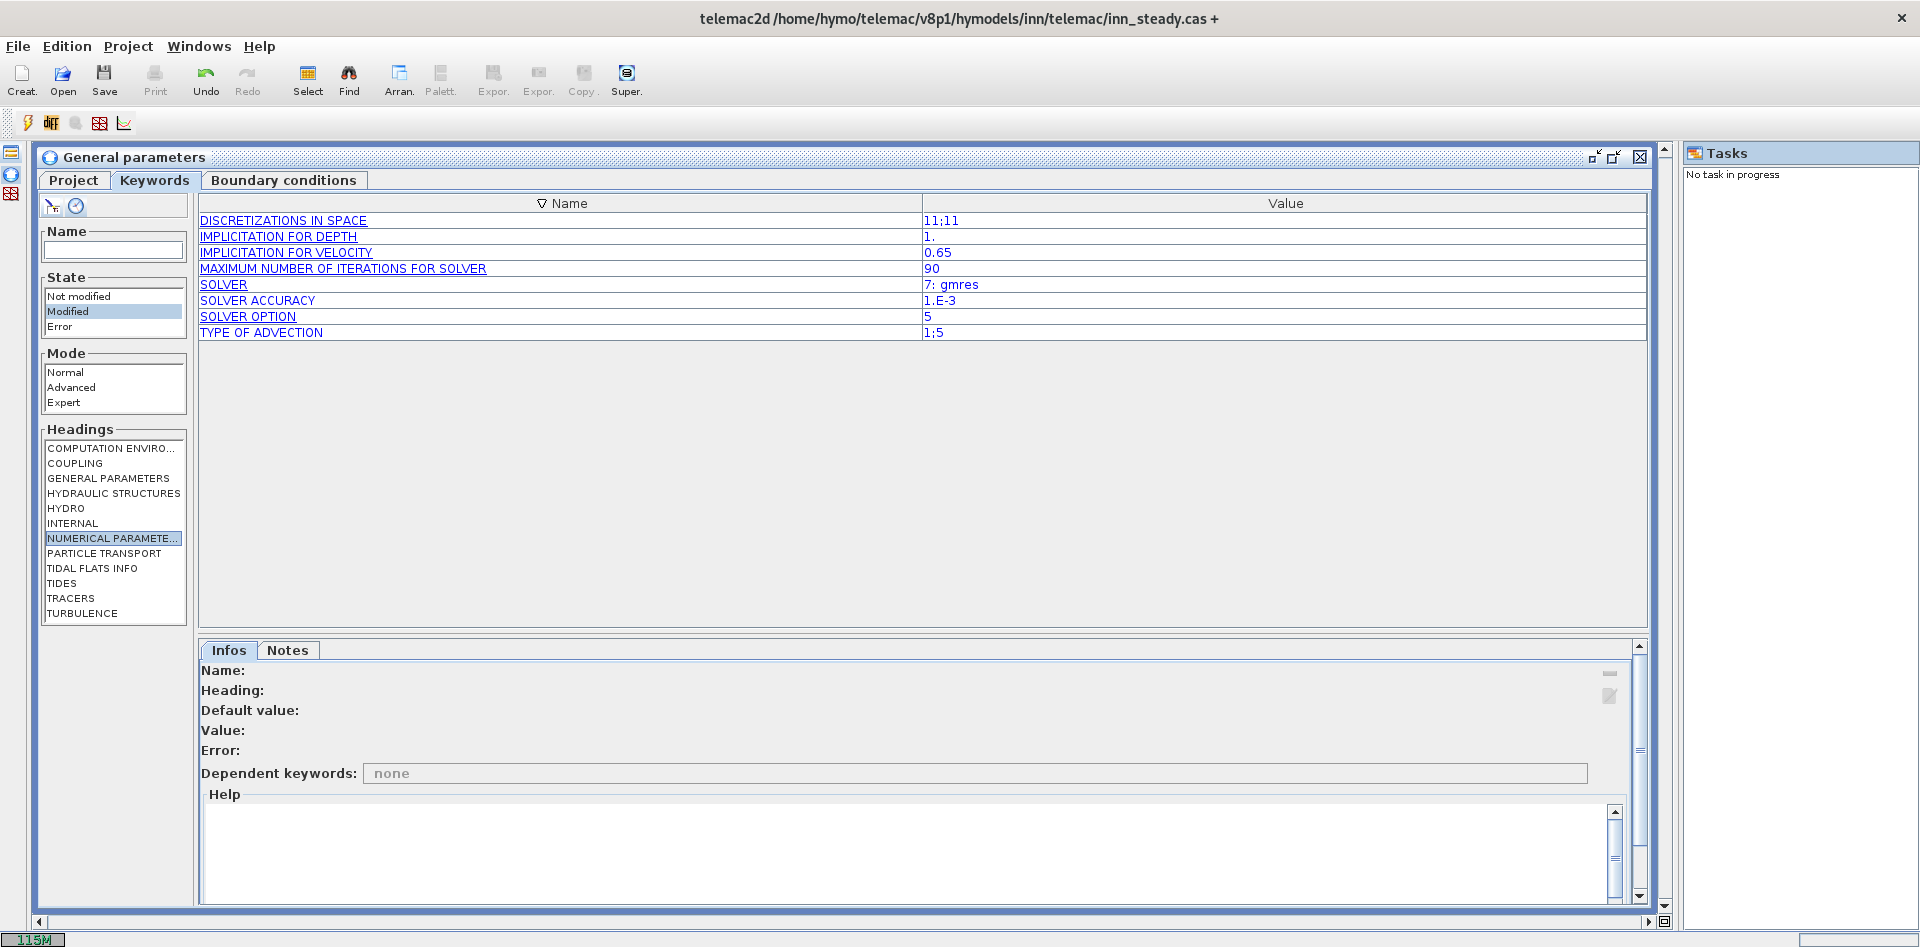 telemac2d /home/hymo/telemac/v8p1/hymodels/inn/telemac/inn_steady.cas +
File Edition Project Windows Help
Creat. Open Save Print Undo Redo Select Find Arran. Palett. Expor. Expor. Copy . Super.
General parameters
Project Keywords Boundary conditions
Name
State
Not modified
Modified
Error
Mode
Normal
Advanced
Expert
Headings
COMPUTATION ENVIRO...
COUPLING
GENERAL PARAMETERS
HYDRAULIC STRUCTURES
HYDRO
INTERNAL
NUMERICAL PARAMETE...
PARTICLE TRANSPORT
TIDAL FLATS INFO
TIDES
TRACERS
TURBULENCE
Name Value
DISCRETIZATIONS IN SPACE 11;11
IMPLICITATION FOR DEPTH 1.
IMPLICITATION FOR VELOCITY 0.65
MAXIMUM NUMBER OF ITERATIONS FOR SOLVER 90
SOLVER 7: gmres
SOLVER ACCURACY 1.E-3
SOLVER OPTION 5
TYPE OF ADVECTION 1;5
Infos Notes
Name:
Heading:
Default value:
Value:
Error:
Dependent keywords: none
Help
Tasks
No task in progress
115M